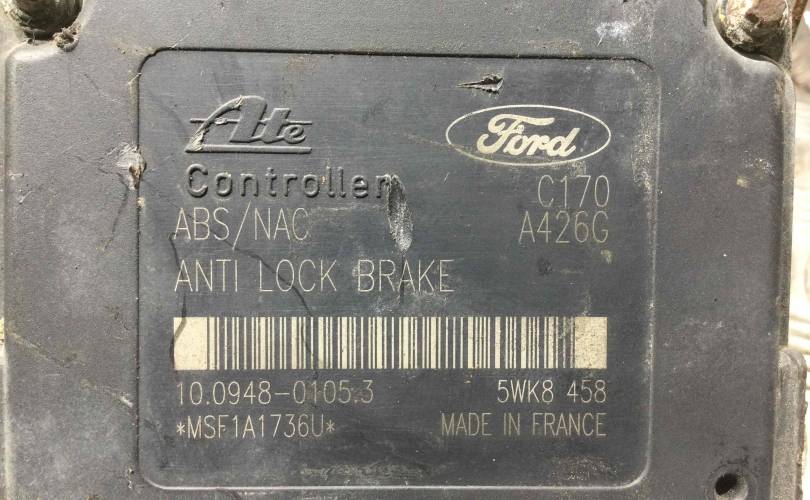 Ate
Ford
Controller
C170
ABS/NAC
A426G
ANTI LOCK BRAKE
10.0948-0105.3
5WK8 458
*MSF1A1736U*
MADE IN FRANCE